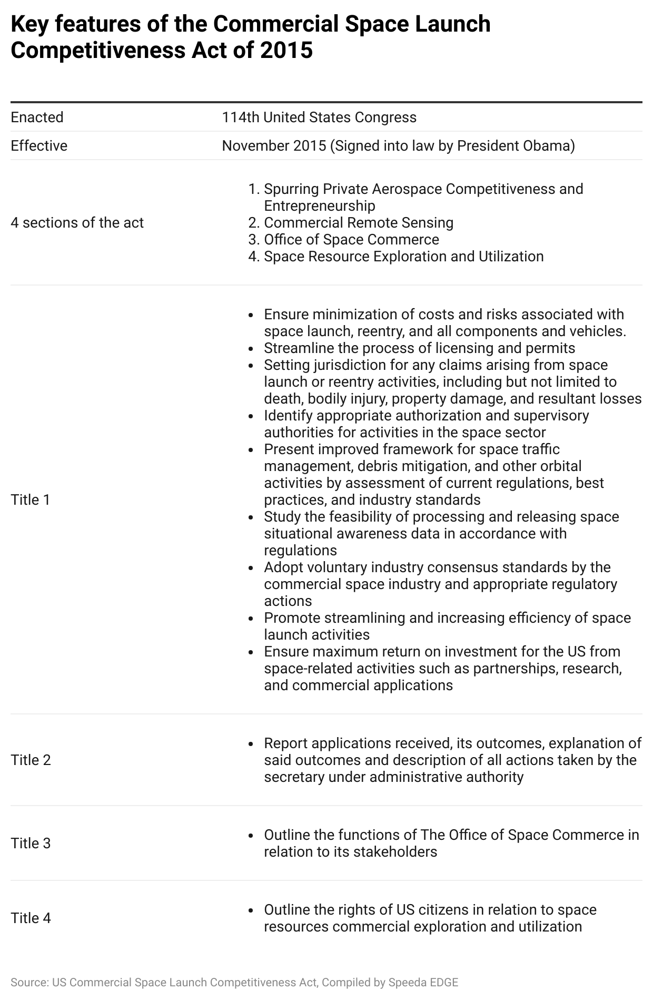 Key features of the Commercial Space Launch
Competitiveness Act of 2015
Enacted
114th United States Congress
Effective
November 2015 (Signed into law by President Obama)
4 sections of the act
1. Spurring Private Aerospace Competitiveness and
Entrepreneurship
2. Commercial Remote Sensing
3. Office of Space Commerce
4. Space Resource Exploration and Utilization
Title 1
• Ensure minimization of costs and risks associated with
space launch, reentry, and all components and vehicles.
• Streamline the process of licensing and permits
• Setting jurisdiction for any claims arising from space
launch or reentry activities, including but not limited to
death, bodily injury, property damage, and resultant losses
• Identify appropriate authorization and supervisory
authorities for activities in the space sector
• Present improved framework for space traffic
management, debris mitigation, and other orbital
activities by assessment of current regulations, best
practices, and industry standards
• Study the feasibility of processing and releasing space
situational awareness data in accordance with
regulations
• Adopt voluntary industry consensus standards by the
commercial space industry and appropriate regulatory
actions
• Promote streamlining and increasing efficiency of space
launch activities
• Ensure maximum return on investment for the US from
space-related activities such as partnerships, research,
and commercial applications
Title 2
• Report applications received, its outcomes, explanation of
said outcomes and description of all actions taken by the
secretary under administrative authority
Title 3
• Outline the functions of The Office of Space Commerce in
relation to its stakeholders
Title 4
• Outline the rights of US citizens in relation to space
resources commercial exploration and utilization
Source: US Commercial Space Launch Competitiveness Act, Compiled by Speeda EDGE